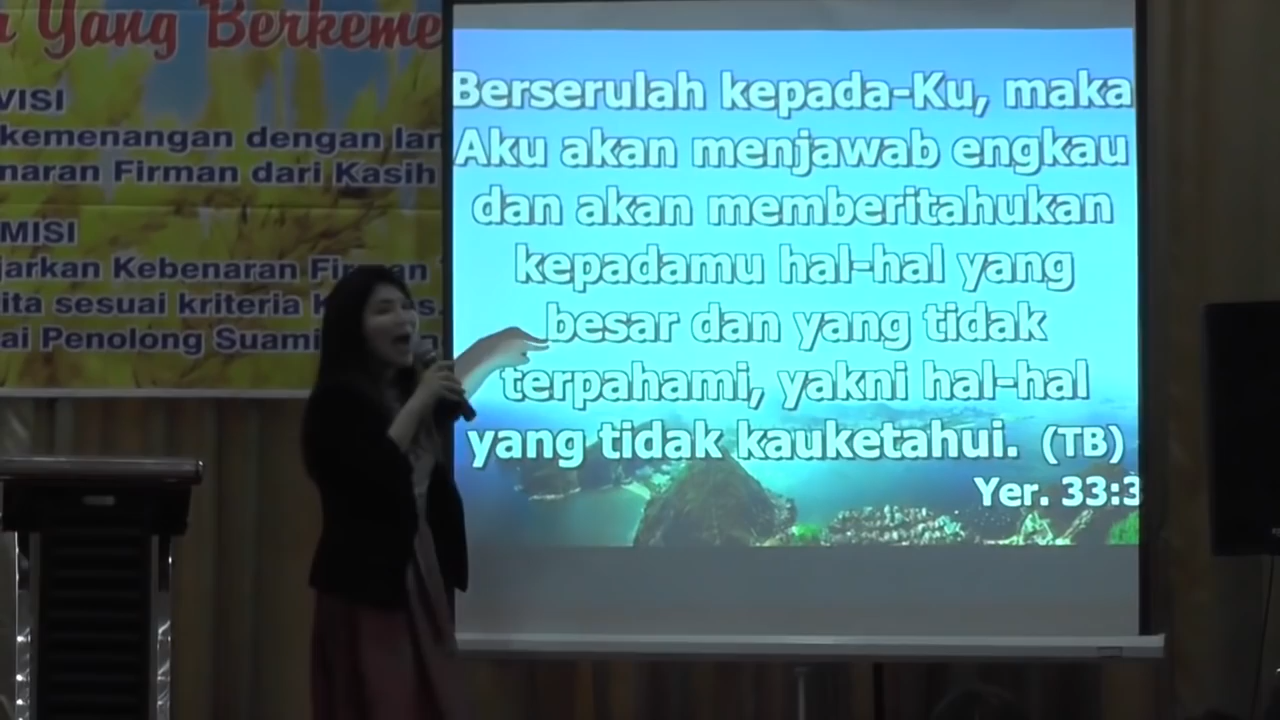 Yang Berkeme
VISI
kemenangan dengan lan
naran Firman dari Kasih
MISI
jarkan Kebenaran Firman
ita sesuai kriteria
ai Penolong Suami
Berserulah kepada-Ku, maka
Aku akan menjawab engkau
dan akan memberitahukan
kepadamu hal-hal yang
besar dan yang tidak
terpahami, yakni hal-hal
yang tidak kauketahui. (TB)
Yer. 33:3